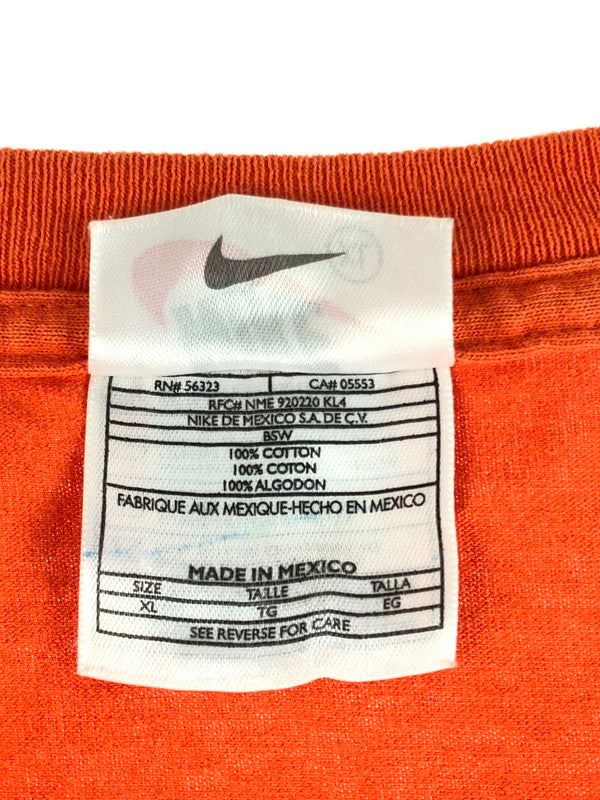 RN# 56323 CA# 05553
RFC# NME 920220 KL4
NIKE DE MEXICO S.A. DE C.V.
BSW
100% COTTON
100% COTON
100% ALGODON
FABRIQUE AUX MEXIQUE-HECHO EN MEXICO
MADE IN MEXICO
SIZE TAILLE TALLA
XL TG EG
SEE REVERSE FOR CARE